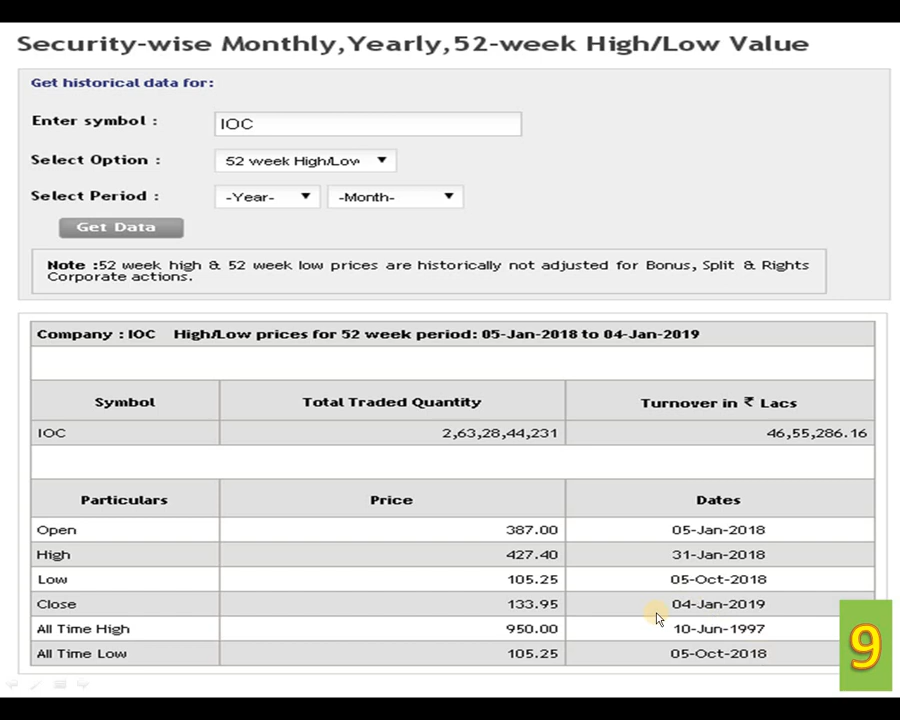 Security-wise Monthly,Yearly,52-week High/Low Value
Get historical data for:
Enter symbol : IOC
Select Option : 52 week High/Low
Select Period : -Year- -Month-
Get Data
Note :52 week high & 52 week low prices are historically not adjusted for Bonus, Split & Rights
Corporate actions.
Company : IOC High/Low prices for 52 week period: 05-Jan-2018 to 04-Jan-2019
Symbol Total Traded Quantity Turnover in ₹ Lacs
IOC 2,63,28,44,231 46,55,286.16
Particulars Price Dates
Open 387.00 05-Jan-2018
High 427.40 31-Jan-2018
Low 105.25 05-Oct-2018
Close 133.95 04-Jan-2019
All Time High 950.00 10-Jun-1997
All Time Low 105.25 05-Oct-2018
9